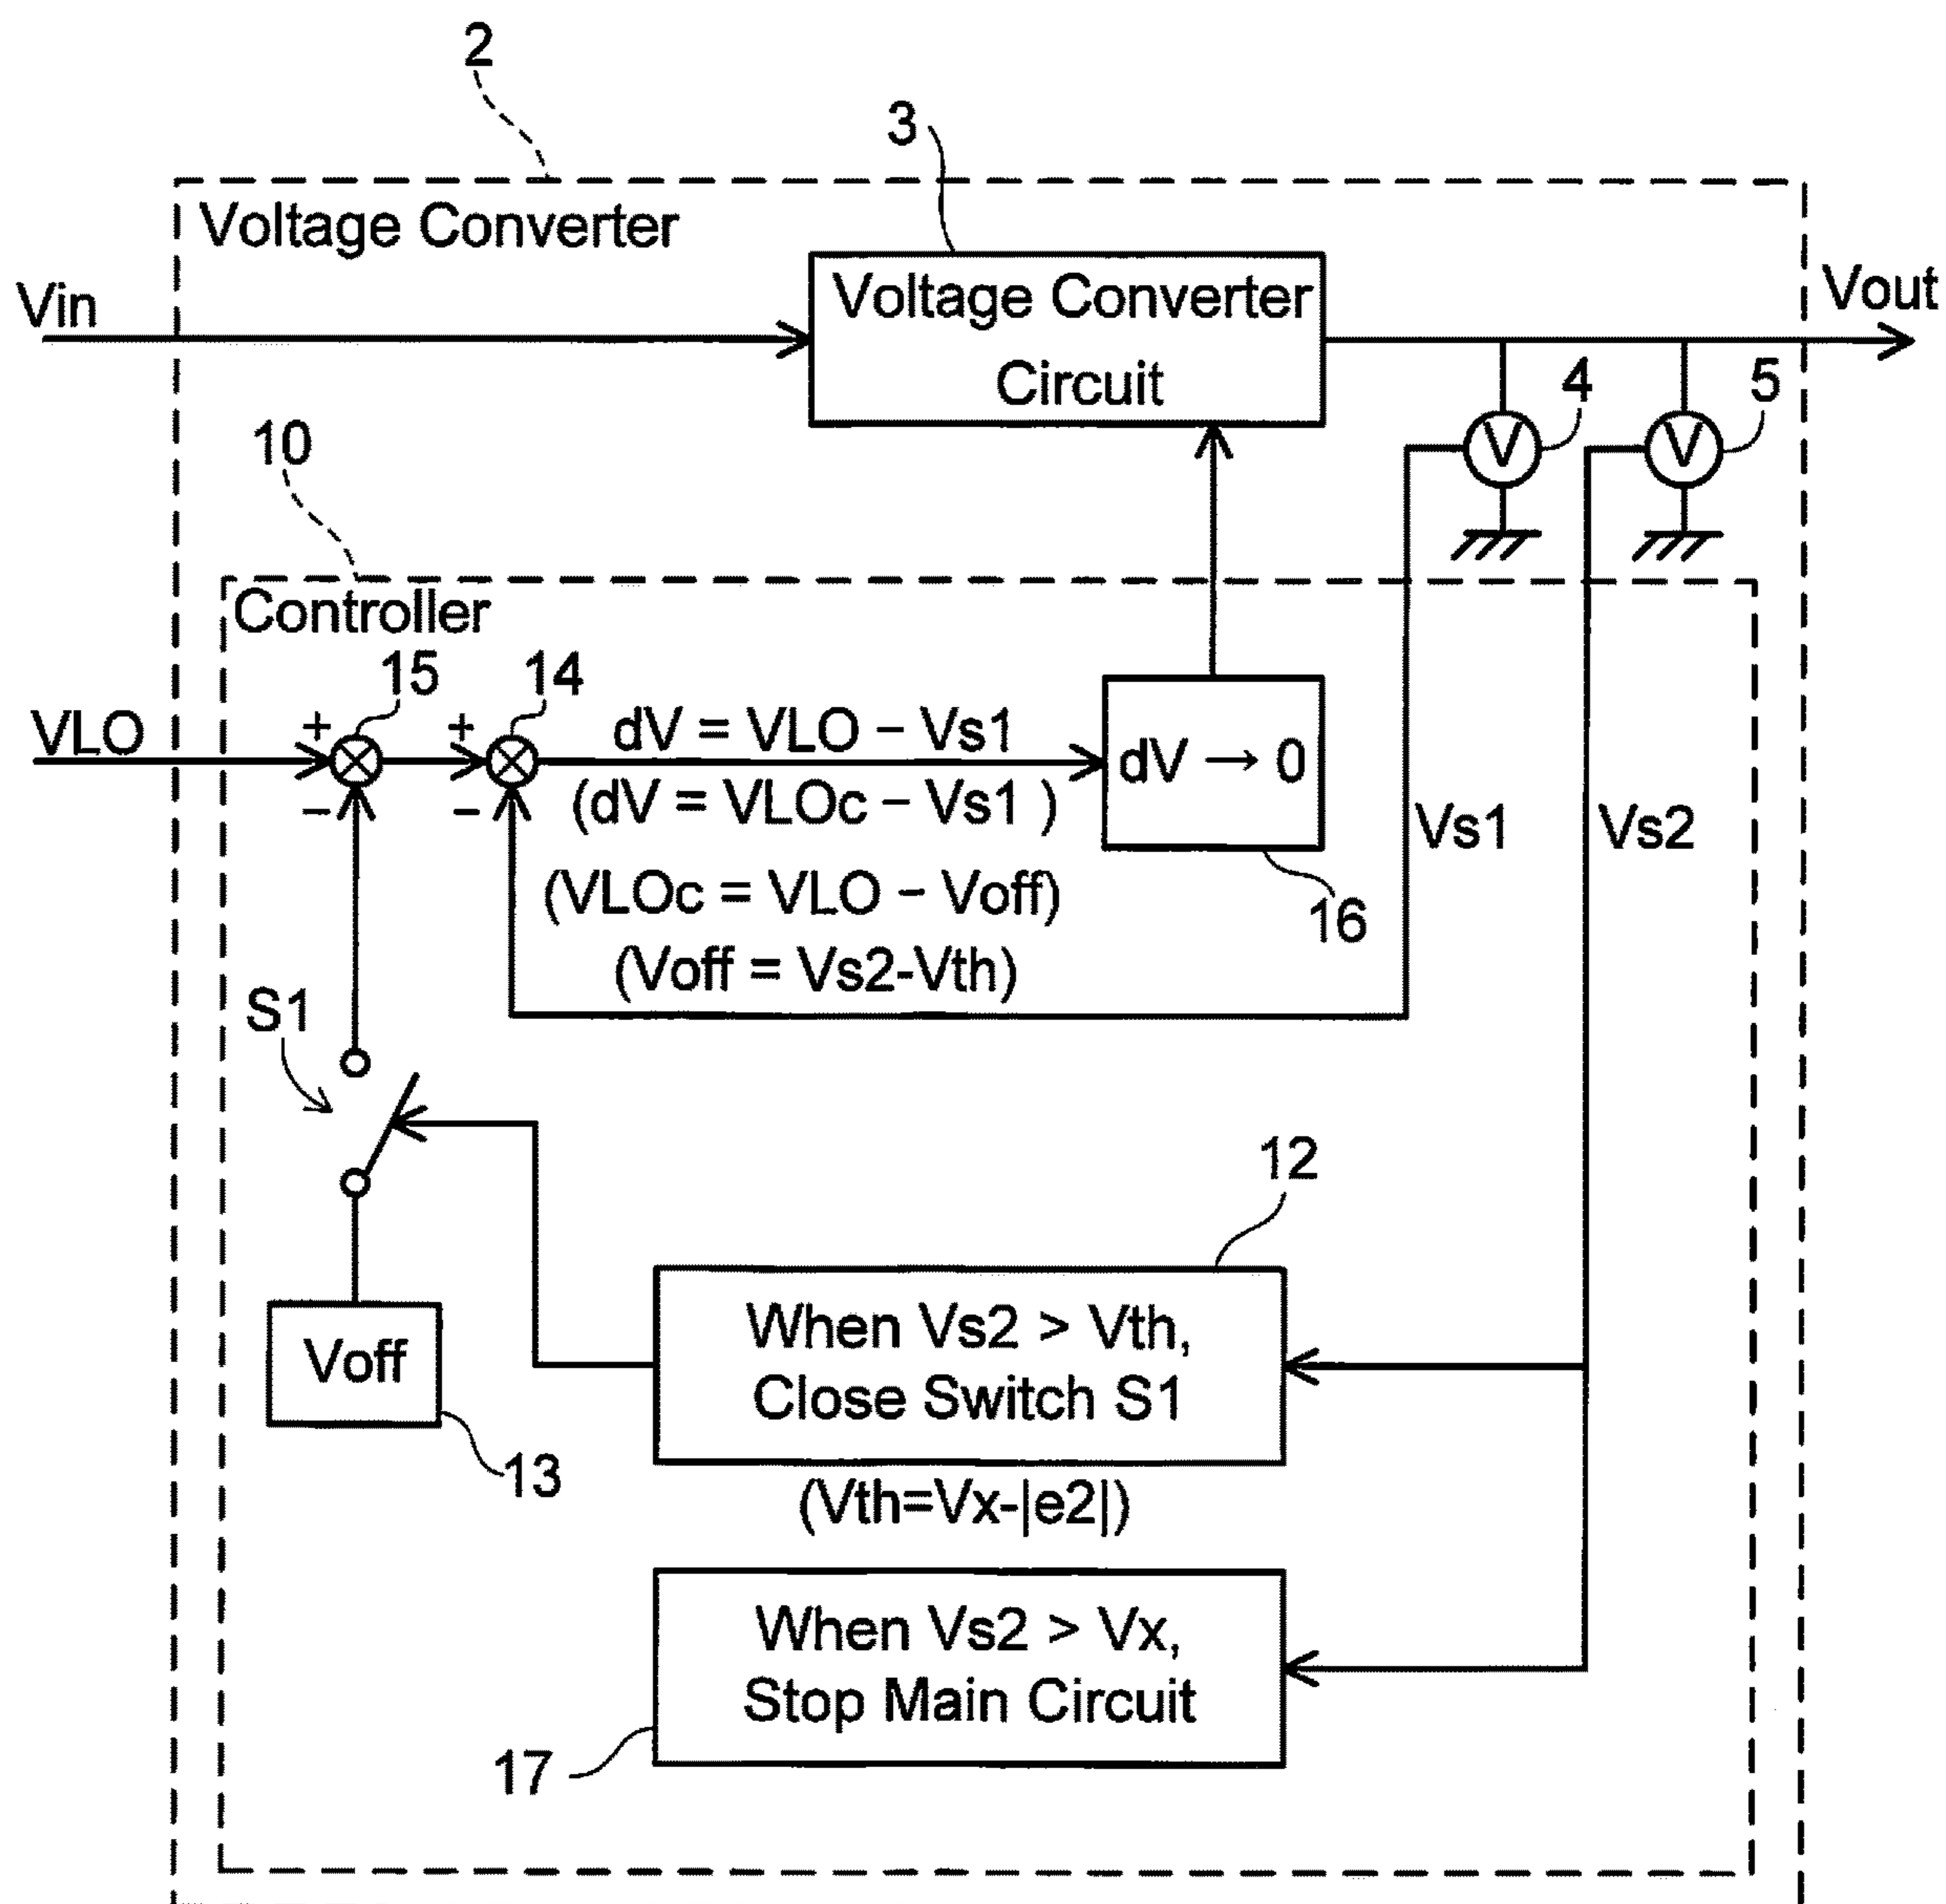 2
3
Voltage Converter
Vin
Voltage Converter
Circuit
Vout
4
5
V
V
10
Controller
15
14
VLO
+
−
+
−
dV = VLO − Vs1
(dV = VLOc − Vs1 )
dV → 0
Vs1
Vs2
(VLOc = VLO − Voff)
16
(Voff = Vs2-Vth)
S1
12
When Vs2 > Vth,
Close Switch S1
Voff
13
(Vth=Vx-|e2|)
When Vs2 > Vx,
Stop Main Circuit
17